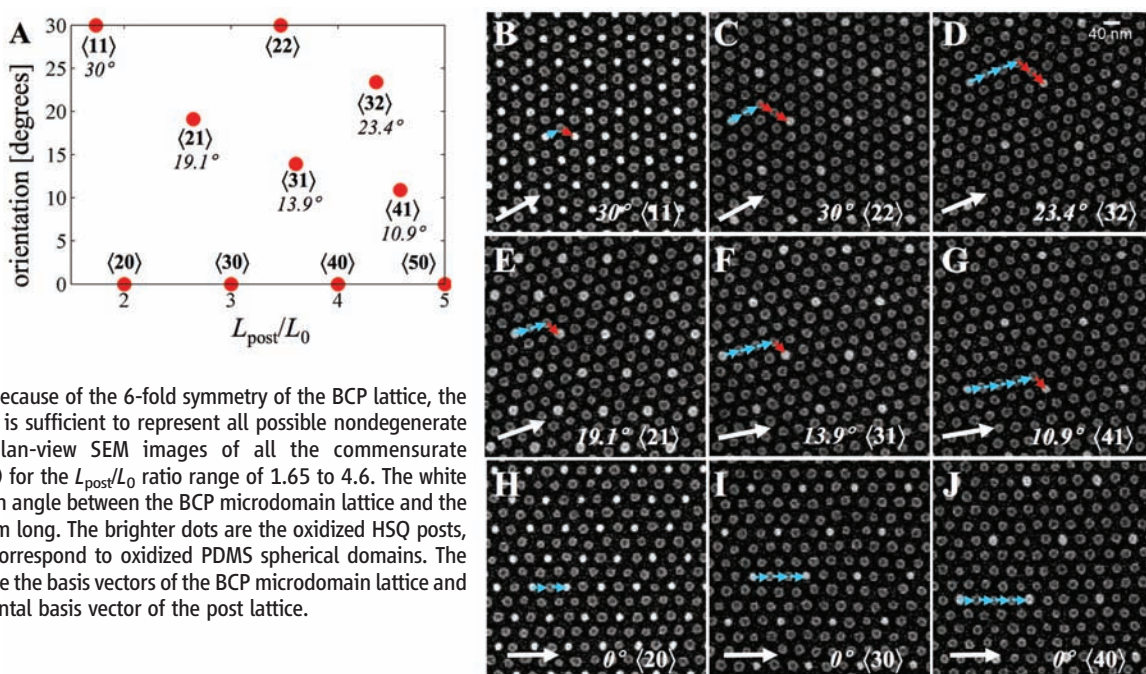 A
orientation [degrees]
30
25
20
15
10
5
0
⟨11⟩
30°
⟨22⟩
⟨32⟩
23.4°
⟨21⟩
19.1°
⟨31⟩
13.9°
⟨41⟩
10.9°
⟨20⟩ ⟨30⟩ ⟨40⟩ ⟨50⟩
2 3 4 5
Lpost/L0
ecause of the 6-fold symmetry of the BCP lattice, the
is sufficient to represent all possible nondegenerate
lan-view SEM images of all the commensurate
for the Lpost/L0 ratio range of 1.65 to 4.6. The white
angle between the BCP microdomain lattice and the
m long. The brighter dots are the oxidized HSQ posts,
orrespond to oxidized PDMS spherical domains. The
e the basis vectors of the BCP microdomain lattice and
ntal basis vector of the post lattice.
B
30° ⟨11⟩
C
30° ⟨22⟩
D
40 nm
23.4° ⟨32⟩
E
19.1° ⟨21⟩
F
13.9° ⟨31⟩
G
10.9° ⟨41⟩
H
0° ⟨20⟩
I
0° ⟨30⟩
J
0° ⟨40⟩